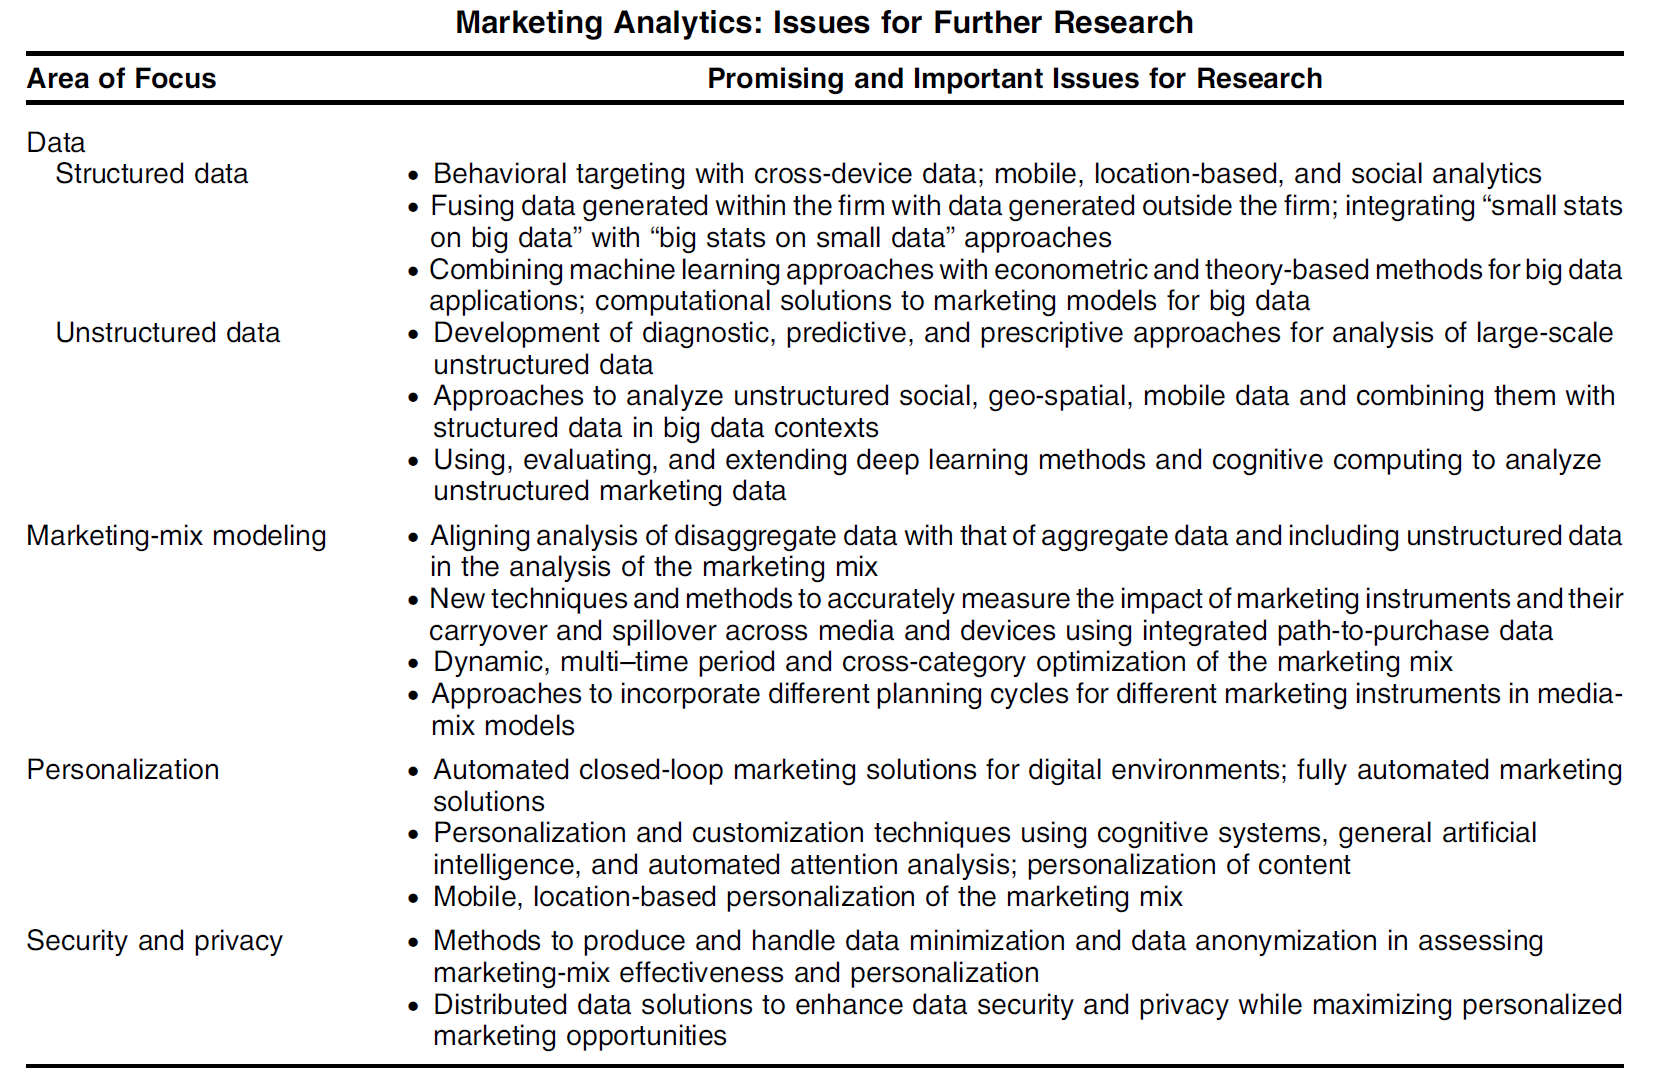 Marketing Analytics: Issues for Further Research
Area of Focus Promising and Important Issues for Research
Data
Structured data • Behavioral targeting with cross-device data; mobile, location-based, and social analytics
• Fusing data generated within the firm with data generated outside the firm; integrating “small stats
on big data” with “big stats on small data” approaches
• Combining machine learning approaches with econometric and theory-based methods for big data
applications; computational solutions to marketing models for big data
Unstructured data • Development of diagnostic, predictive, and prescriptive approaches for analysis of large-scale
unstructured data
• Approaches to analyze unstructured social, geo-spatial, mobile data and combining them with
structured data in big data contexts
• Using, evaluating, and extending deep learning methods and cognitive computing to analyze
unstructured marketing data
Marketing-mix modeling • Aligning analysis of disaggregate data with that of aggregate data and including unstructured data
in the analysis of the marketing mix
• New techniques and methods to accurately measure the impact of marketing instruments and their
carryover and spillover across media and devices using integrated path-to-purchase data
• Dynamic, multi–time period and cross-category optimization of the marketing mix
• Approaches to incorporate different planning cycles for different marketing instruments in media-
mix models
Personalization • Automated closed-loop marketing solutions for digital environments; fully automated marketing
solutions
• Personalization and customization techniques using cognitive systems, general artificial
intelligence, and automated attention analysis; personalization of content
• Mobile, location-based personalization of the marketing mix
Security and privacy • Methods to produce and handle data minimization and data anonymization in assessing
marketing-mix effectiveness and personalization
• Distributed data solutions to enhance data security and privacy while maximizing personalized
marketing opportunities